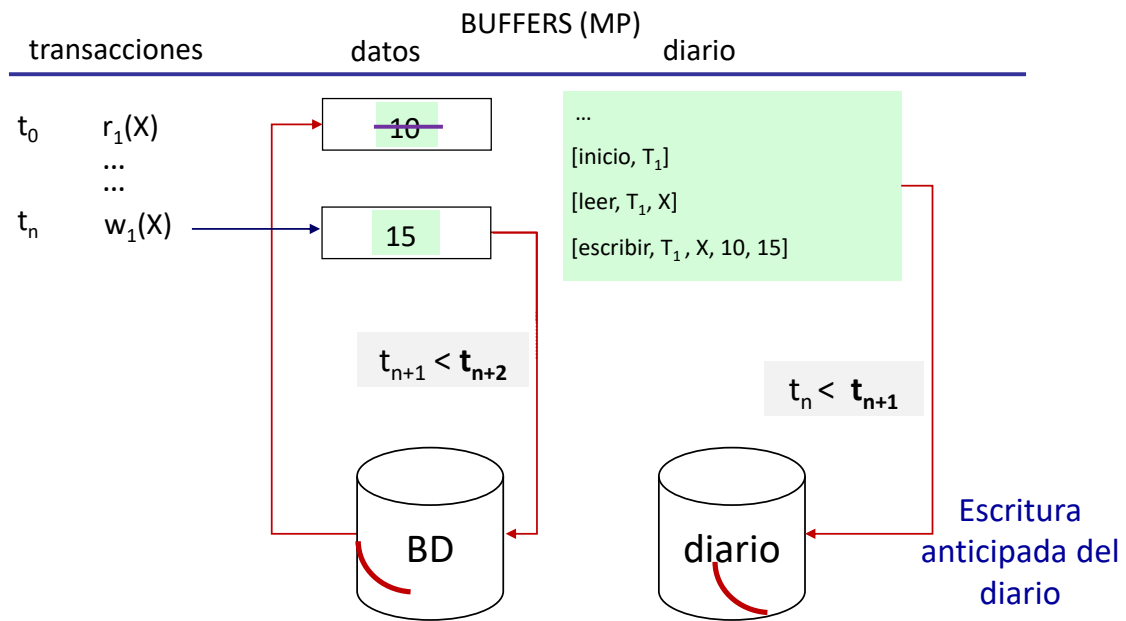 BUFFERS (MP)
transacciones datos diario
t0 r1(X) 10 ...
... [inicio, T1]
... [leer, T1, X]
tn w1(X) 15 [escribir, T1 , X, 10, 15]
tn+1 < tn+2
tn < tn+1
BD diario
Escritura
anticipada del
diario